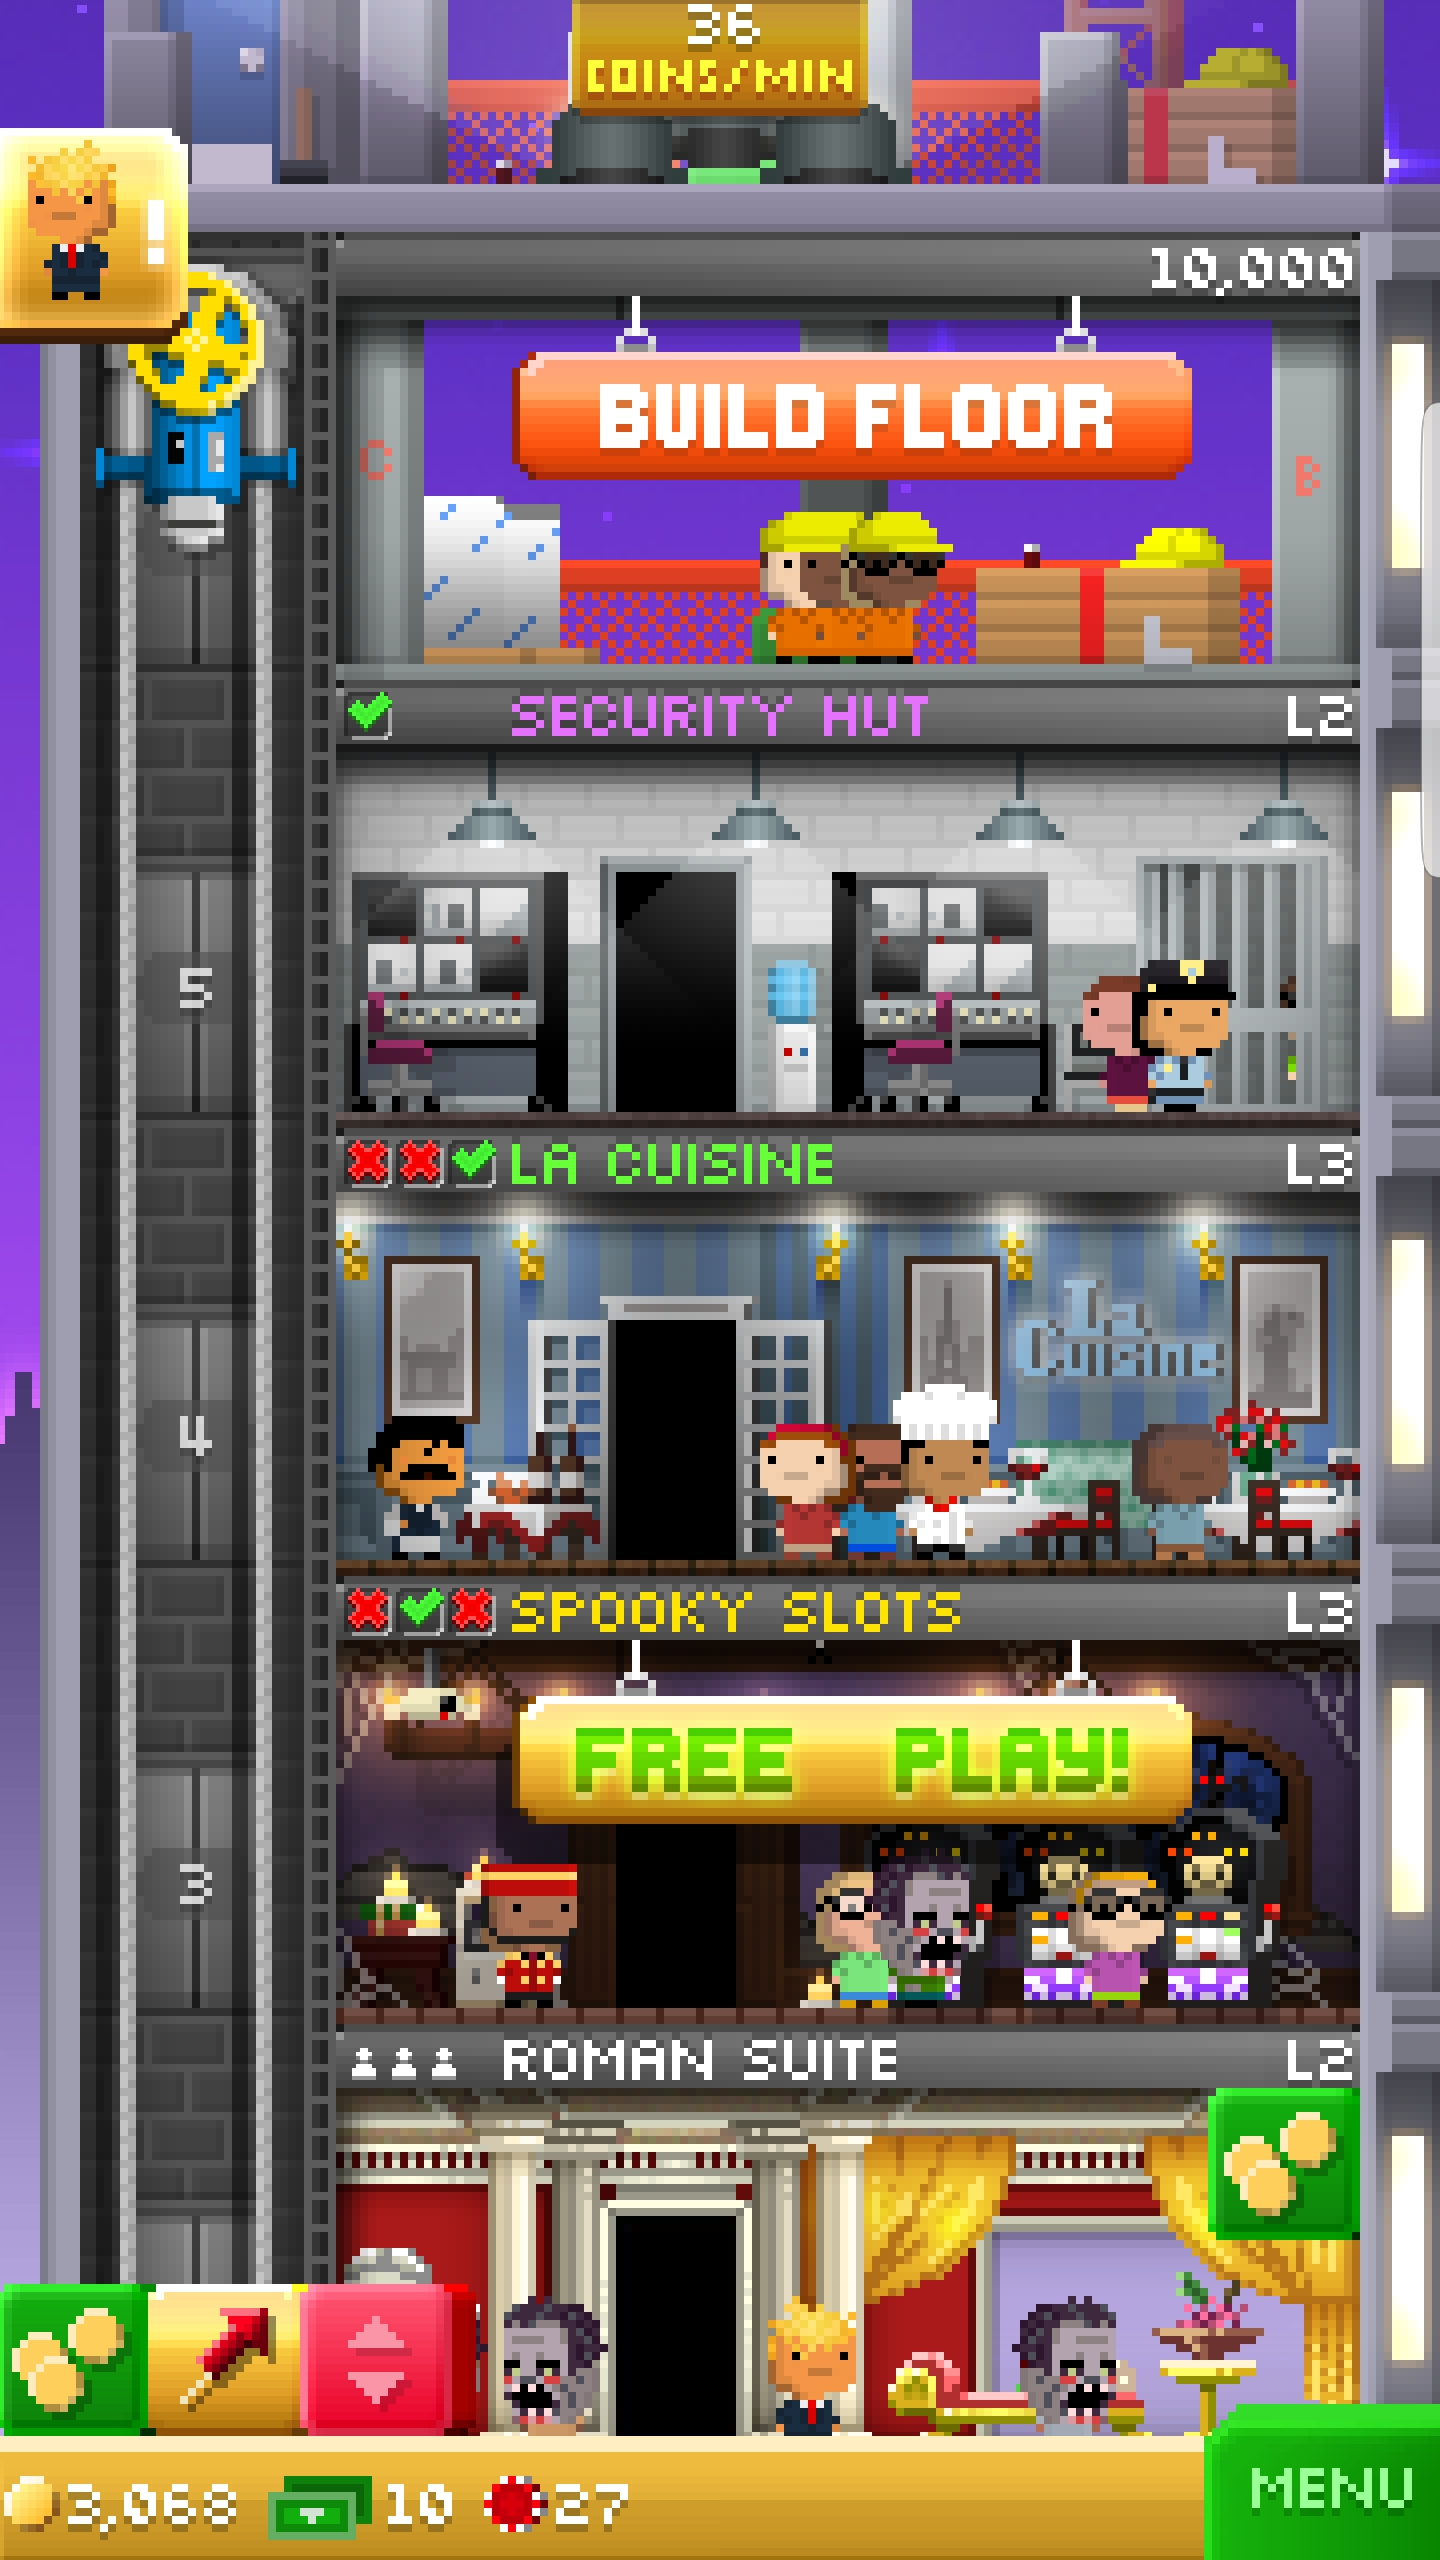 36
COINS/MIN
!
10,000
BUILD FLOOR
C
B
SECURITY HUT L2
5
LA CUISINE L3
La
Cuisine
4
SPOOKY SLOTS L3
FREE PLAY!
3
ROMAN SUITE L2
3,068 10 27
MENU